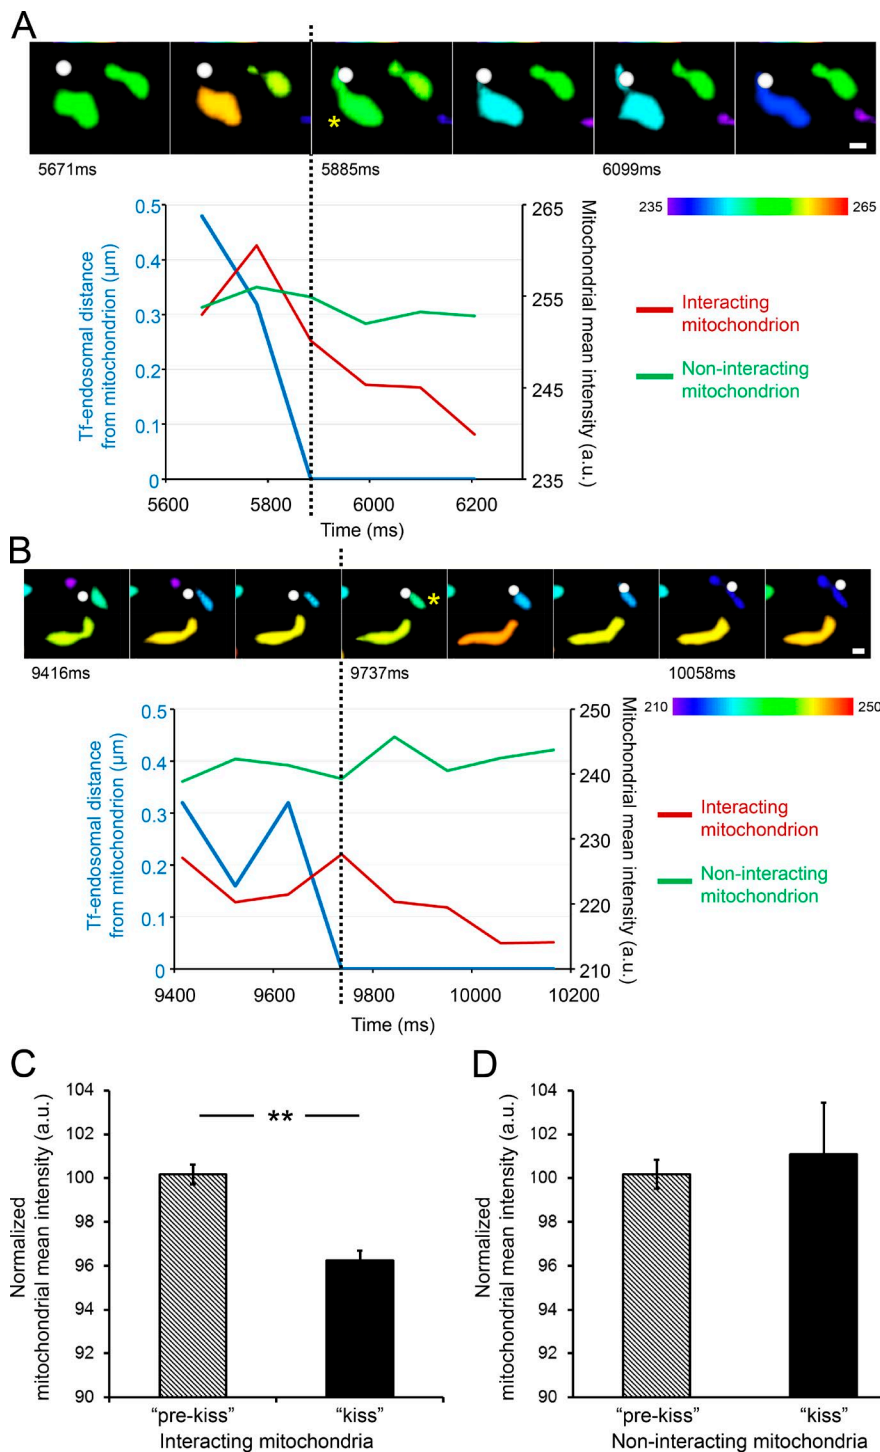 A
*
5671ms 5885ms 6099ms
0.5
0.4
0.3
0.2
0.1
0
Tf-endosomal distance
from mitochondrion (µm)
265
255
245
235
Mitochondrial mean intensity (a.u.)
5600 5800 6000 6200
Time (ms)
235 265
Interacting
mitochondrion
Non-interacting
mitochondrion
B
*
9416ms 9737ms 10058ms
0.5
0.4
0.3
0.2
0.1
0
Tf-endosomal distance
from mitochondrion (µm)
250
240
230
220
210
Mitochondrial mean intensity (a.u.)
9400 9600 9800 10000 10200
Time (ms)
210 250
Interacting
mitochondrion
Non-interacting
mitochondrion
C
104
102
100
98
96
94
92
90
Normalized
mitochondrial mean intensity (a.u.)
**
“pre-kiss” “kiss”
Interacting mitochondria
D
104
102
100
98
96
94
92
90
Normalized
mitochondrial mean intensity (a.u.)
“pre-kiss” “kiss”
Non-interacting mitochondria